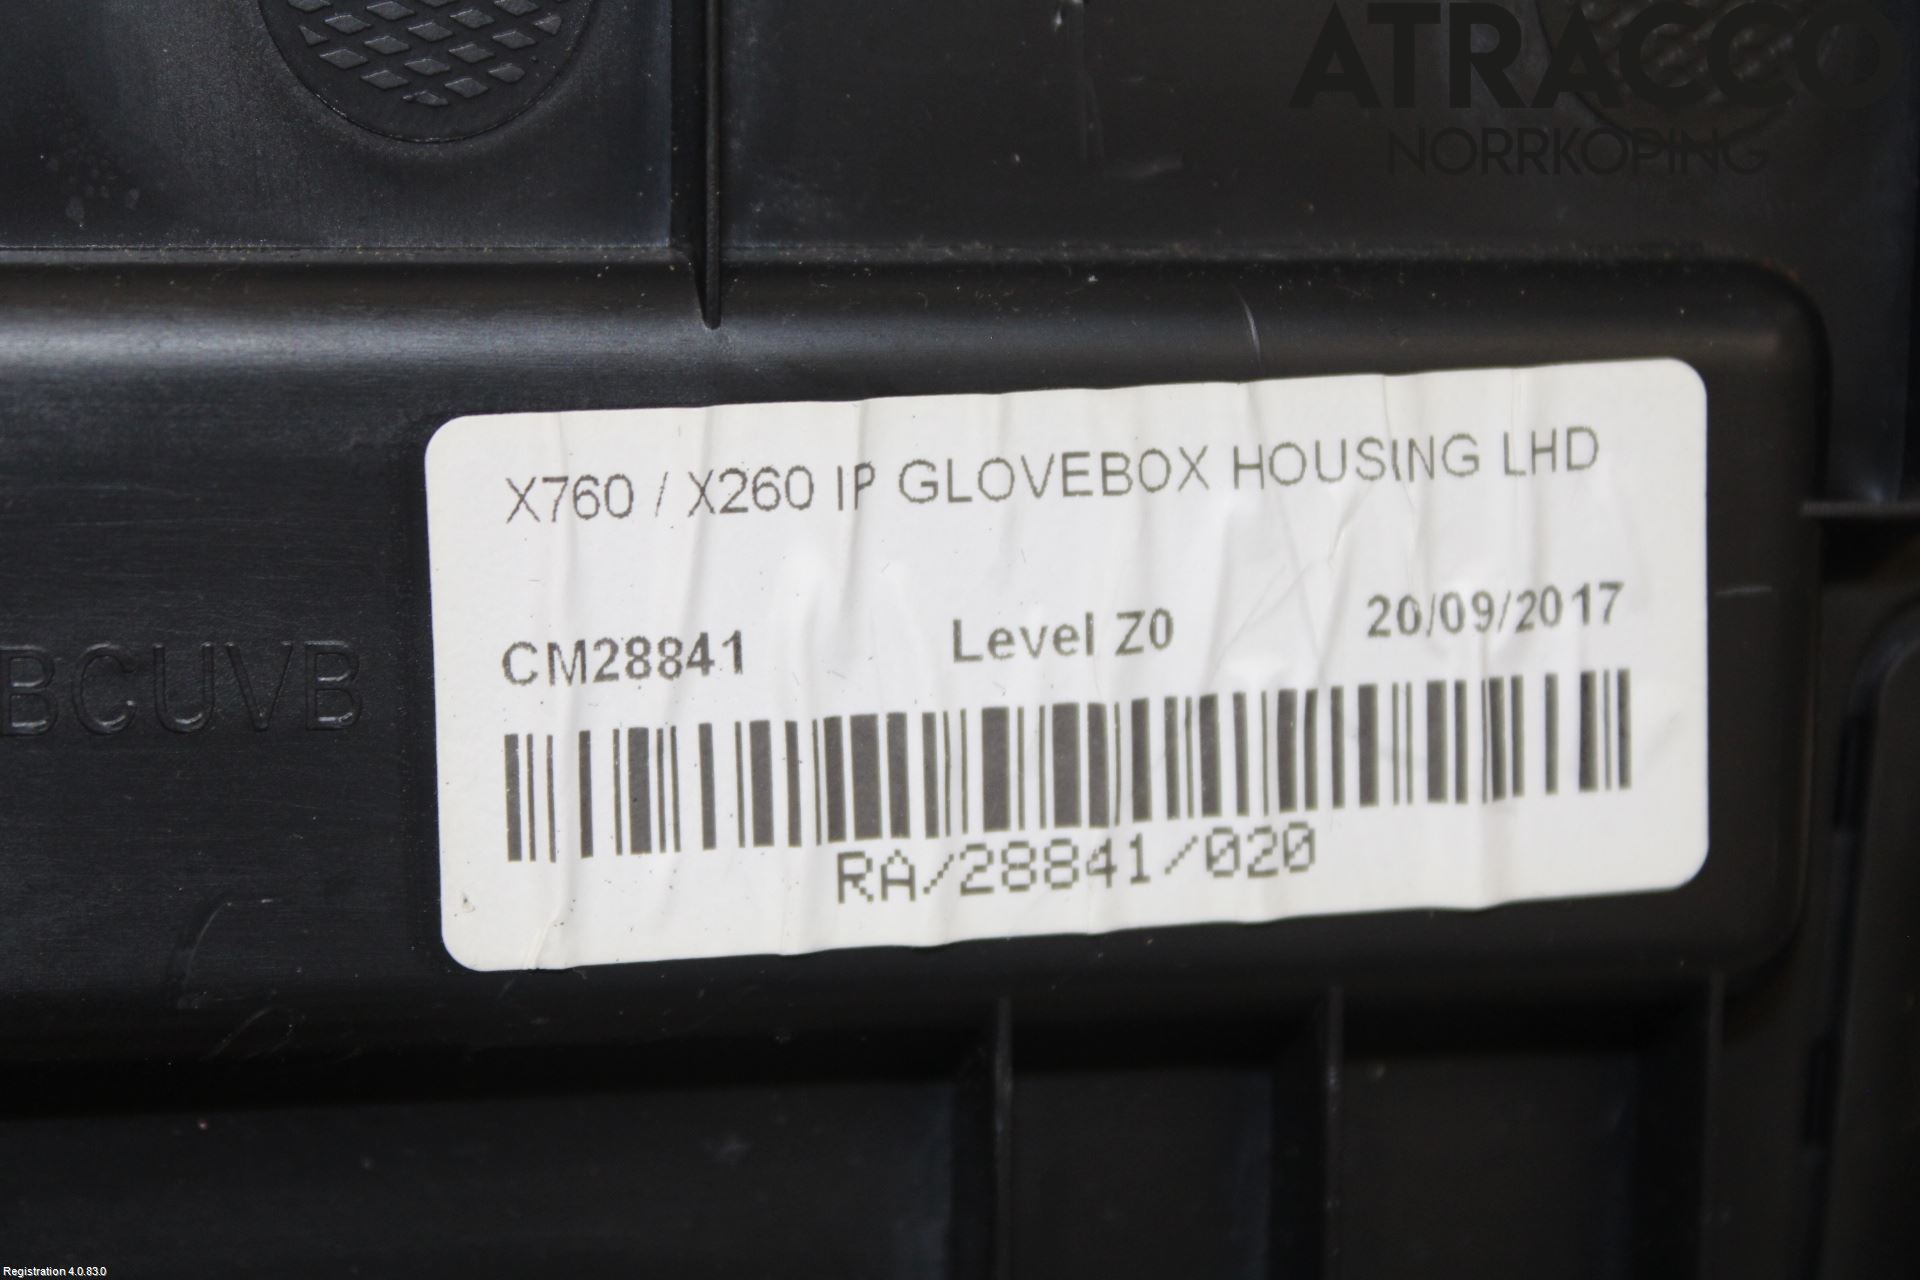 ATRACCO
NORRKÖPING
X760 / X260 IP GLOVEBOX HOUSING LHD
CM28841 Level Z0 20/09/2017
BCUVB
RA/28841/020
Registration 4.0.83.0